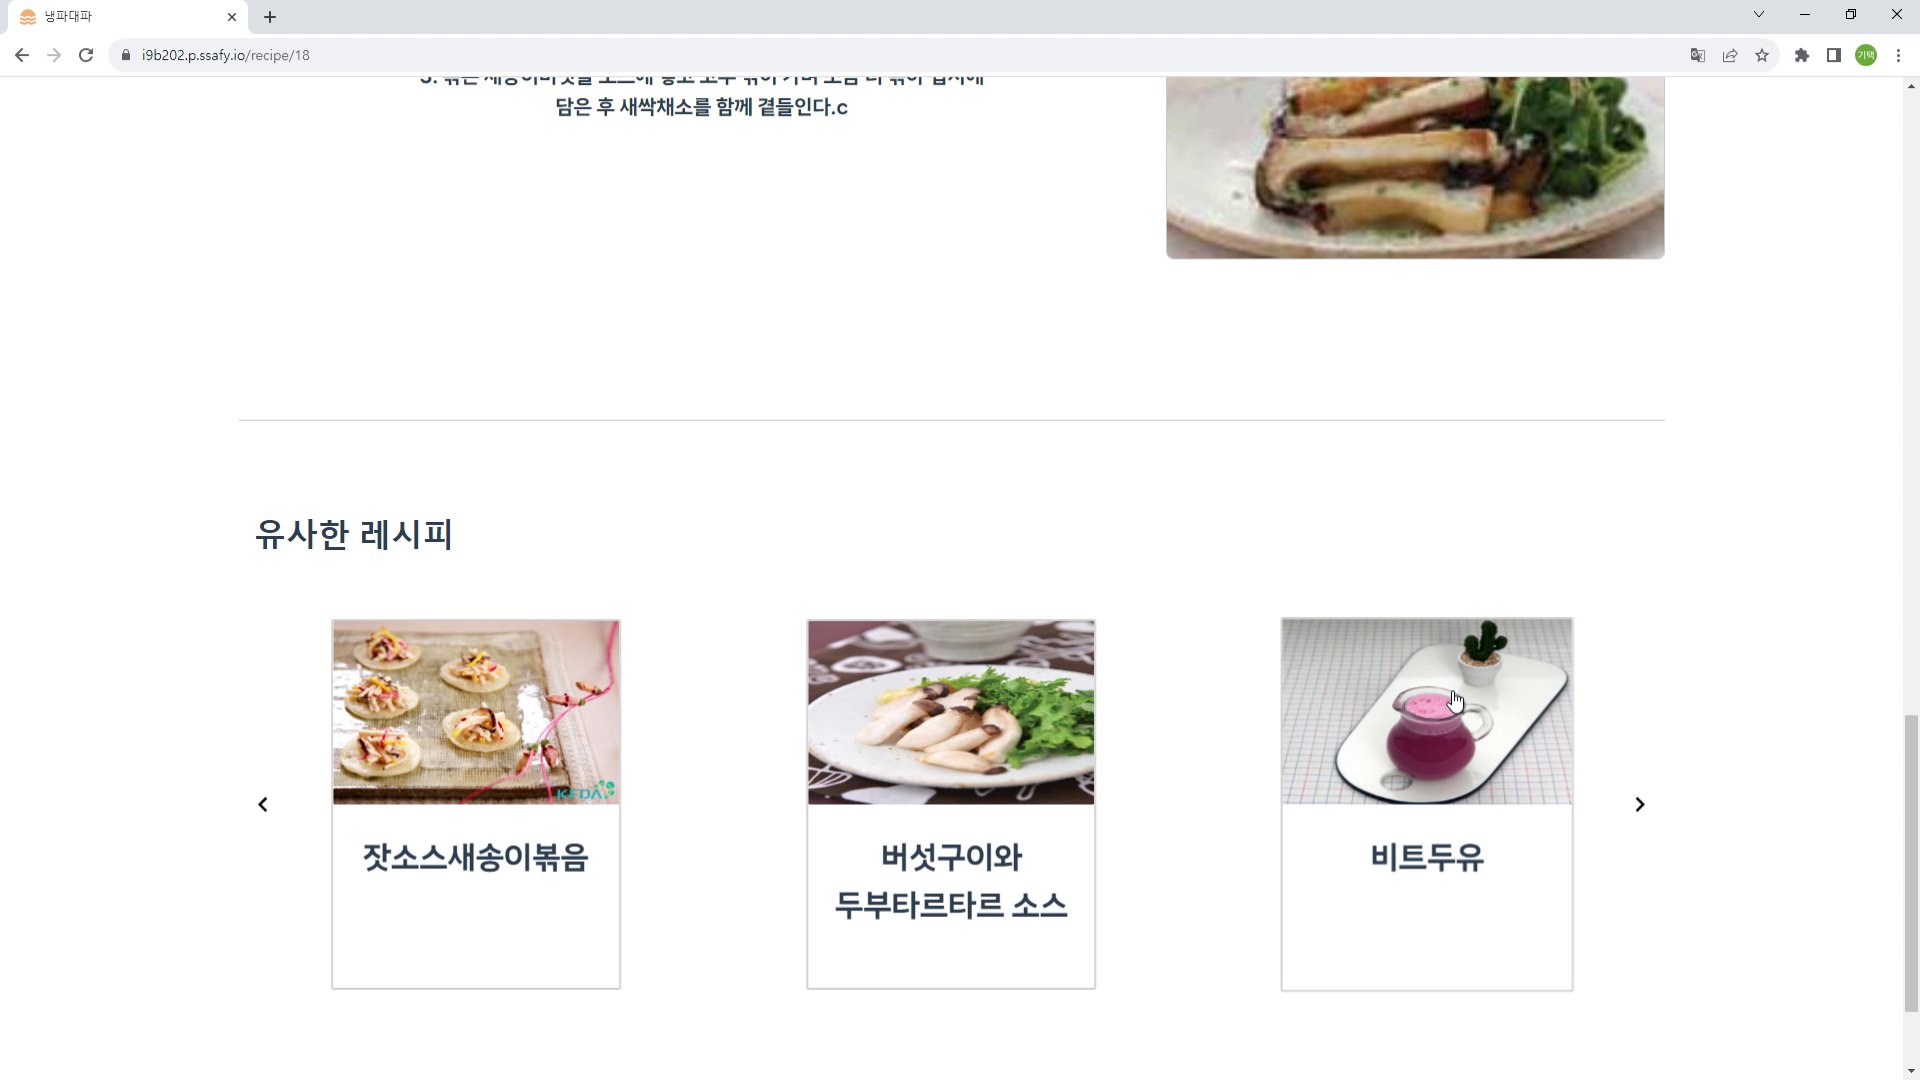 냉파대파
i9b202.p.ssafy.io/recipe/18
기택
담은 후 새싹채소를 함께 곁들인다.c
유사한 레시피
KFDA
잣소스새송이볶음
버섯구이와
두부타르타르 소스
비트두유